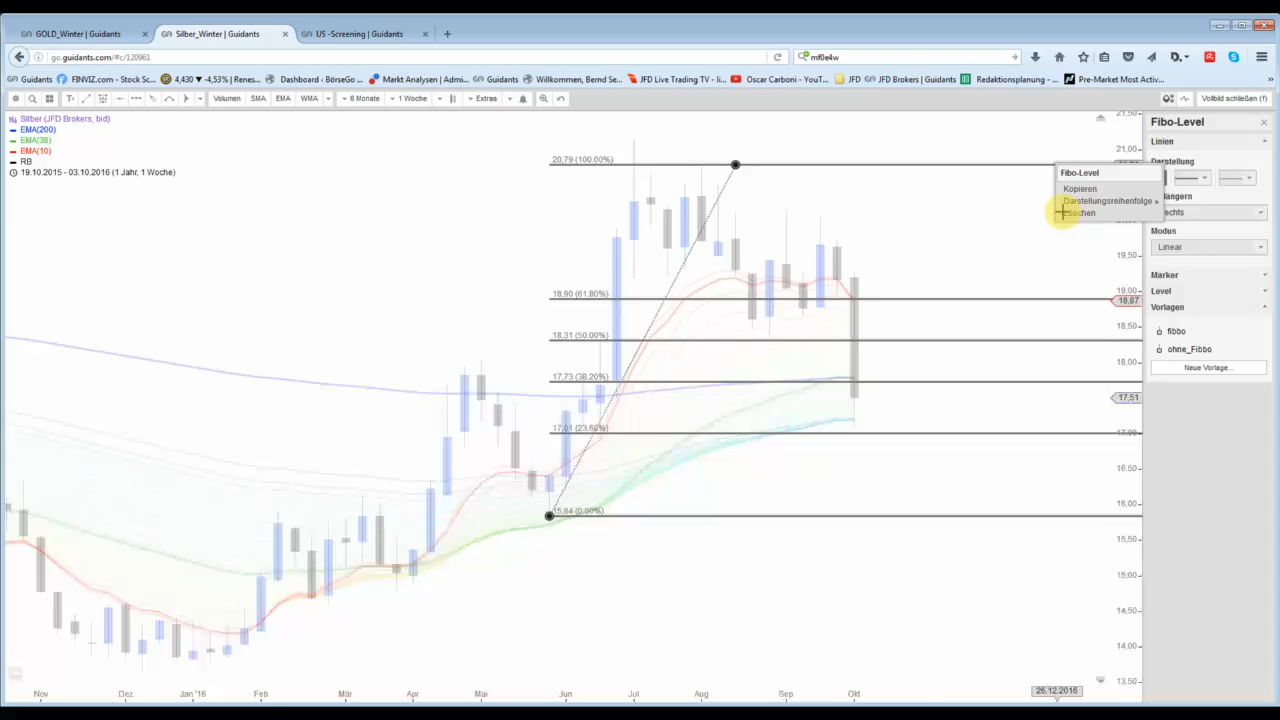 GOLD_Winter | Guidants
Silber_Winter | Guidants
US -Screening | Guidants
go.guidants.com/#c/120961
mf0e4w
Guidants
FINVIZ.com - Stock Sc...
4,430 ▼ -4,53% | Renes...
Dashboard - BörseGo ...
Markt Analysen | Admi...
Guidants
Willkommen, Bernd Se...
JFD Live Trading TV - li...
Oscar Carboni - YouT...
JFD
JFD Brokers | Guidants
Redaktionsplanung - ...
Pre-Market Most Activ...
Volumen
SMA
EMA
WMA
6 Monate
1 Woche
Extras
Vollbild schließen (f)
Silber (JFD Brokers, bid)
EMA(200)
EMA(38)
EMA(10)
RB
19.10.2015 - 03.10.2016 (1 Jahr, 1 Woche)
20,79 (100.00%)
18,90 (61.80%)
18,31 (50.00%)
17,73 (38.20%)
17,01 (23.60%)
15,84 (0.00%)
Fibo-Level
Kopieren
Darstellungsreihenfolge »
21,50
21,00
19,50
19,00
18,87
18,50
18,00
17,51
17,00
16,50
16,00
15,50
15,00
14,50
14,00
13,50
Nov
Dez
Jan '16
Feb
Mär
Apr
Mai
Jun
Jul
Aug
Sep
Okt
26.12.2016
Fibo-Level
Linien
Darstellung
Modus
Linear
Marker
Level
Vorlagen
fibbo
ohne_Fibbo
Neue Vorlage...